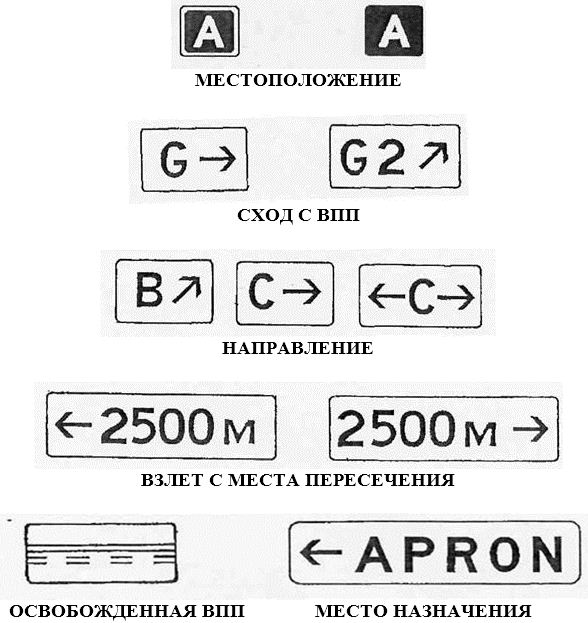 A A
МЕСТОПОЛОЖЕНИЕ
G→ G2↗
СХОД С ВПП
B↗ C→ ←C→
НАПРАВЛЕНИЕ
←2500м 2500м→
ВЗЛЕТ С МЕСТА ПЕРЕСЕЧЕНИЯ
←APRON
ОСВОБОЖДЕННАЯ ВПП МЕСТО НАЗНАЧЕНИЯ